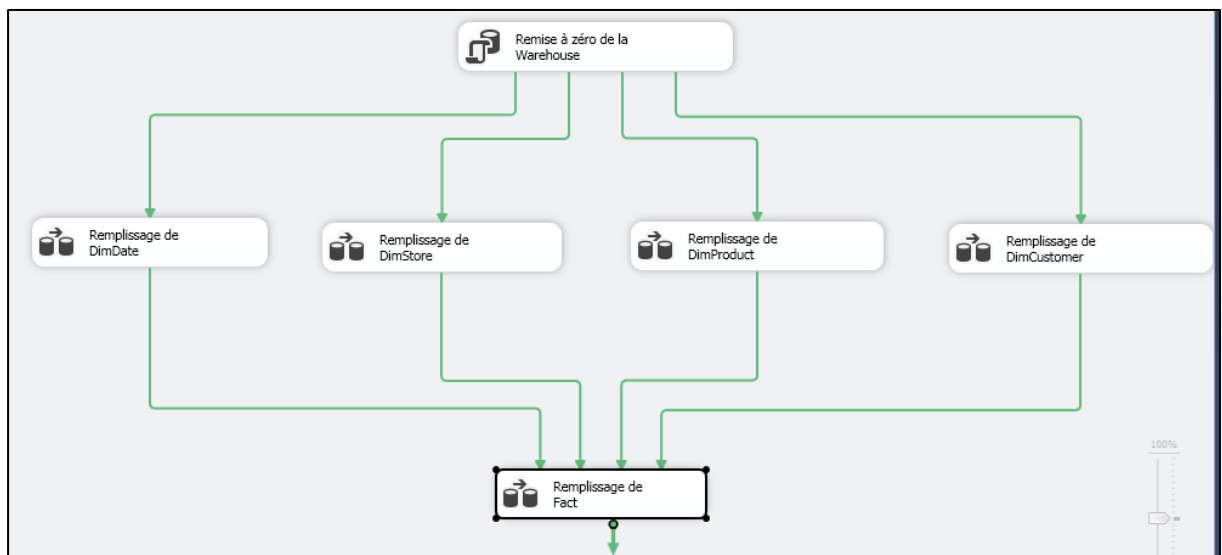 Remise à zéro de la
Warehouse
Remplissage de
DimDate
Remplissage de
DimStore
Remplissage de
DimProduct
Remplissage de
DimCustomer
Remplissage de
Fact
100%